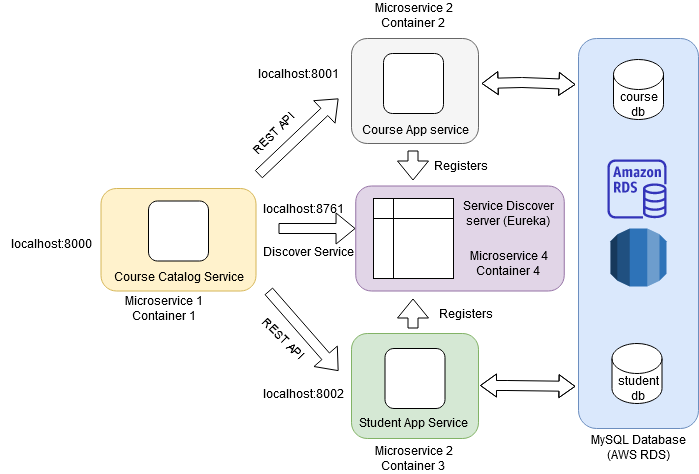 Microservice 2
Container 2
localhost:8001
Course App service
REST API
course
db
Registers
Amazon
RDS
localhost:8761
Service Discover
server (Eureka)
localhost:8000
Discover Service
Microservice 4
Container 4
Course Catalog Service
Microservice 1
Container 1
Registers
REST API
localhost:8002
student
db
Student App Service
Microservice 2
Container 3
MySQL Database
(AWS RDS)